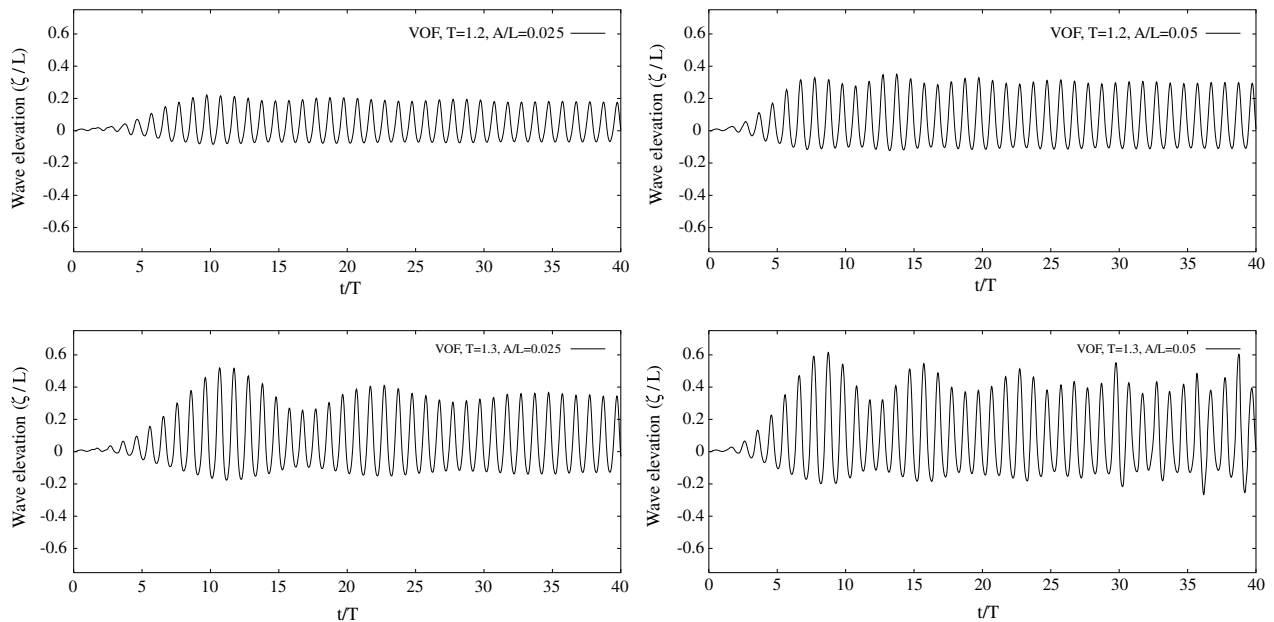 VOF, T=1.2, A/L=0.025
Wave elevation (ζ / L)
0.6
0.4
0.2
0
-0.2
-0.4
-0.6
0 5 10 15 20 25 30 35 40
t/T
VOF, T=1.2, A/L=0.05
Wave elevation (ζ / L)
0.6
0.4
0.2
0
-0.2
-0.4
-0.6
0 5 10 15 20 25 30 35 40
t/T
VOF, T=1.3, A/L=0.025
Wave elevation (ζ / L)
0.6
0.4
0.2
0
-0.2
-0.4
-0.6
0 5 10 15 20 25 30 35 40
t/T
VOF, T=1.3, A/L=0.05
Wave elevation (ζ / L)
0.6
0.4
0.2
0
-0.2
-0.4
-0.6
0 5 10 15 20 25 30 35 40
t/T